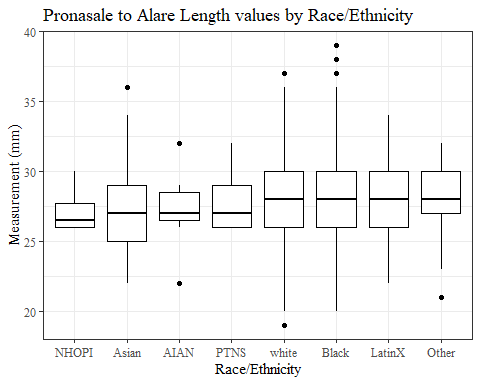 Pronasale to Alare Length values by Race/Ethnicity
Measurement (mm)
40
35
30
25
20
NHOPI Asian AIAN PTNS white Black LatinX Other
Race/Ethnicity